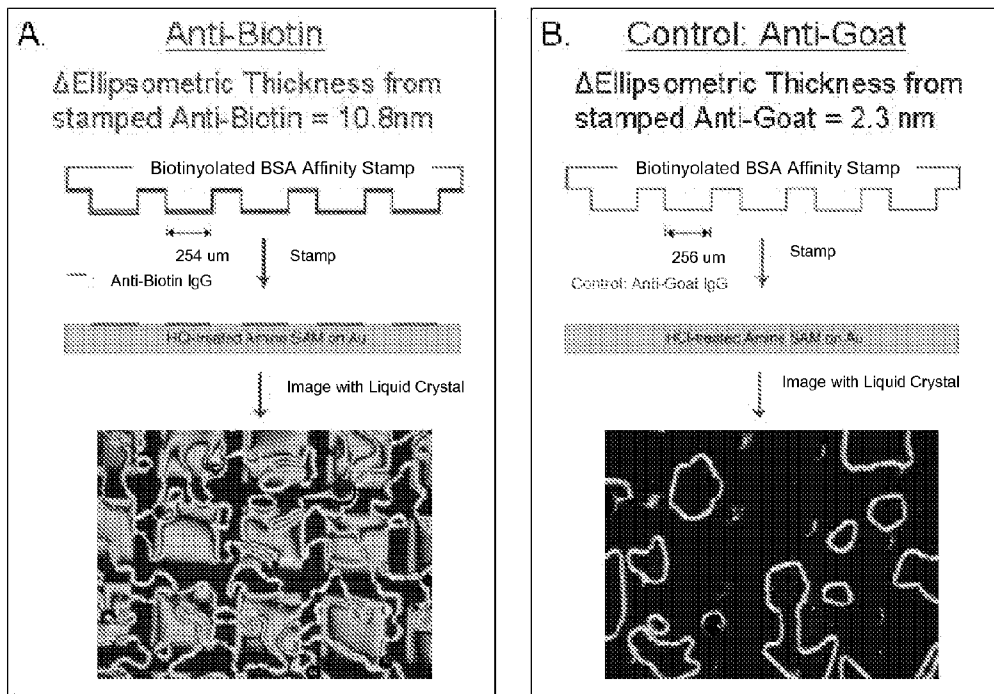 A. Anti-Biotin
ΔEllipsometric Thickness from
stamped Anti-Biotin = 10.8nm
Biotinyolated BSA Affinity Stamp
254 um
Stamp
Anti-Biotin IgG
HCl-treated Amine SAM on Au
Image with Liquid Crystal
B. Control: Anti-Goat
ΔEllipsometric Thickness from
stamped Anti-Goat = 2.3 nm
Biotinyolated BSA Affinity Stamp
256 um
Stamp
Control: Anti-Goat IgG
HCl-treated Amine SAM on Au
Image with Liquid Crystal